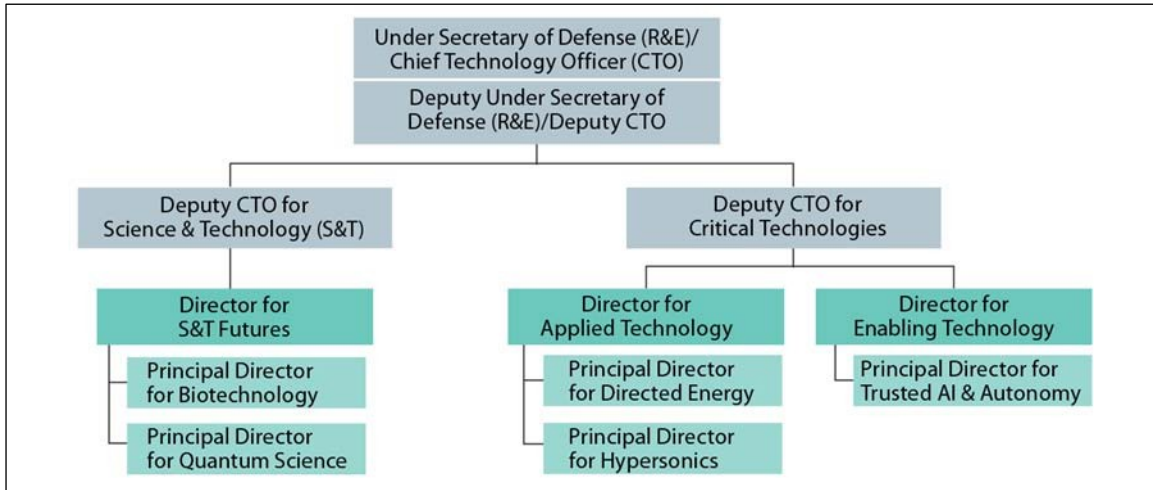 Under Secretary of Defense (R&E)/
Chief Technology Officer (CTO)
Deputy Under Secretary of
Defense (R&E)/Deputy CTO
Deputy CTO for
Science & Technology (S&T)
Deputy CTO for
Critical Technologies
Director for
S&T Futures
Director for
Applied Technology
Director for
Enabling Technology
Principal Director
for Biotechnology
Principal Director
for Directed Energy
Principal Director for
Trusted AI & Autonomy
Principal Director
for Quantum Science
Principal Director
for Hypersonics